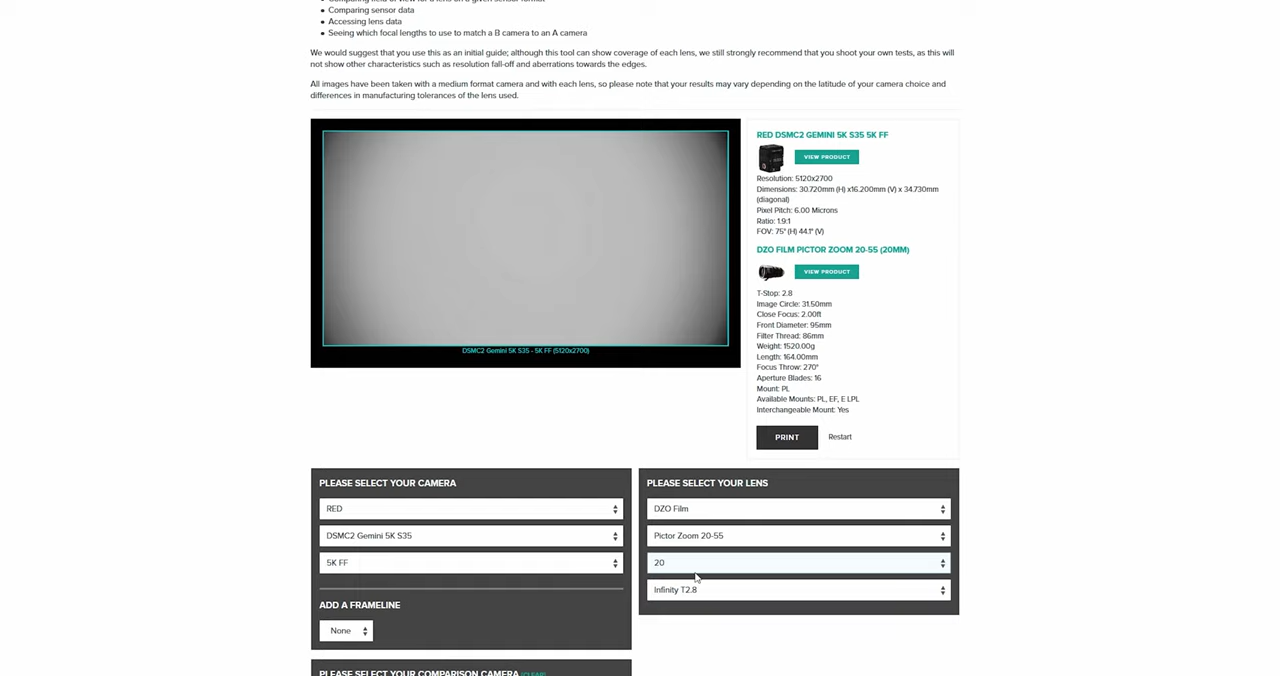 Comparing field of view for a lens on a given sensor format
Comparing sensor data
Accessing lens data
Seeing which focal lengths to use to match a B camera to an A camera
We would suggest that you use this as an initial guide; although this tool can show coverage of each lens, we still strongly recommend that you shoot your own tests, as this will
not show other characteristics such as resolution fall-off and aberrations towards the edges.
All images have been taken with a medium format camera and with each lens, so please note that your results may vary depending on the latitude of your camera choice and
differences in manufacturing tolerances of the lens used.
DSMC2 Gemini 5K S35 - 5K FF (5120x2700)
RED DSMC2 GEMINI 5K S35 5K FF
VIEW PRODUCT
Resolution: 5120x2700
Dimensions: 30.720mm (H) x16.200mm (V) x 34.730mm
(diagonal)
Pixel Pitch: 6.00 Microns
Ratio: 1.9:1
FOV: 75° (H) 44.1° (V)
DZO FILM PICTOR ZOOM 20-55 (20MM)
VIEW PRODUCT
T-Stop: 2.8
Image Circle: 31.50mm
Close Focus: 2.00ft
Front Diameter: 95mm
Filter Thread: 86mm
Weight: 1520.00g
Length: 164.00mm
Focus Throw: 270°
Aperture Blades: 16
Mount: PL
Available Mounts: PL, EF, E LPL
Interchangeable Mount: Yes
PRINT Restart
PLEASE SELECT YOUR CAMERA
RED
DSMC2 Gemini 5K S35
5K FF
ADD A FRAMELINE
None
PLEASE SELECT YOUR LENS
DZO Film
Pictor Zoom 20-55
20
Infinity T2.8
PLEASE SELECT YOUR COMPARISON CAMERA [CLEAR]